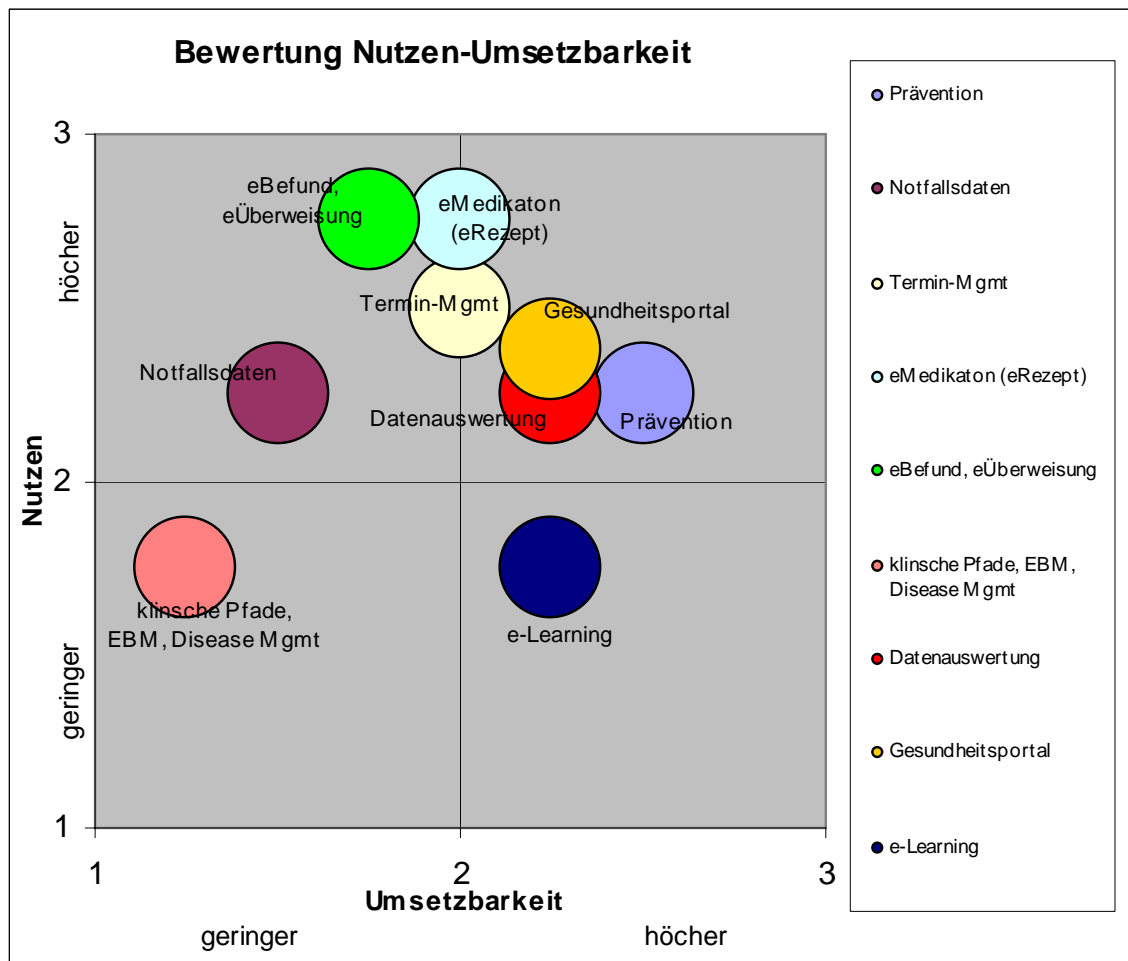 Bewertung Nutzen-Umsetzbarkeit
3
2
1
höcher
Nutzen
geringer
eBefund,
eÜberweisung
eMedikaton
(eRezept)
Termin-Mgmt
Gesundheitsportal
Notfallsdaten
Datenauswertung
Prävention
klinsche Pfade,
EBM, Disease Mgmt
e-Learning
1
2
3
Umsetzbarkeit
geringer
höcher
Prävention
Notfallsdaten
Termin-Mgmt
eMedikaton (eRezept)
eBefund, eÜberweisung
klinsche Pfade, EBM,
Disease Mgmt
Datenauswertung
Gesundheitsportal
e-Learning